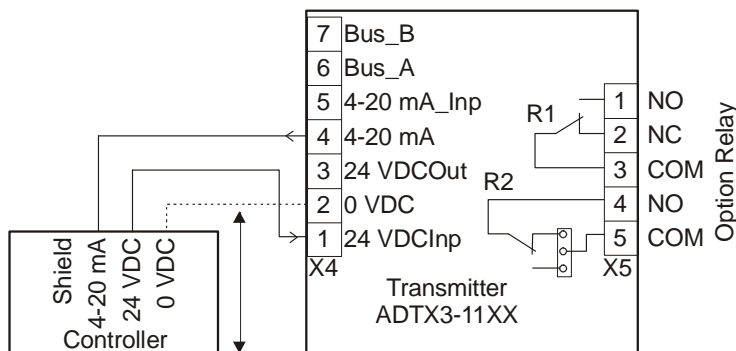 7 Bus_B
6 Bus_A
5 4-20 mA_Inp
4 4-20 mA
3 24 VDCOut
2 0 VDC
1 24 VDCInp
X4
R1
R2
1 NO
2 NC
3 COM
4 NO
5 COM
X5
Option Relay
Transmitter
ADTX3-11XX
Shield
4-20 mA
24 VDC
0 VDC
Controller